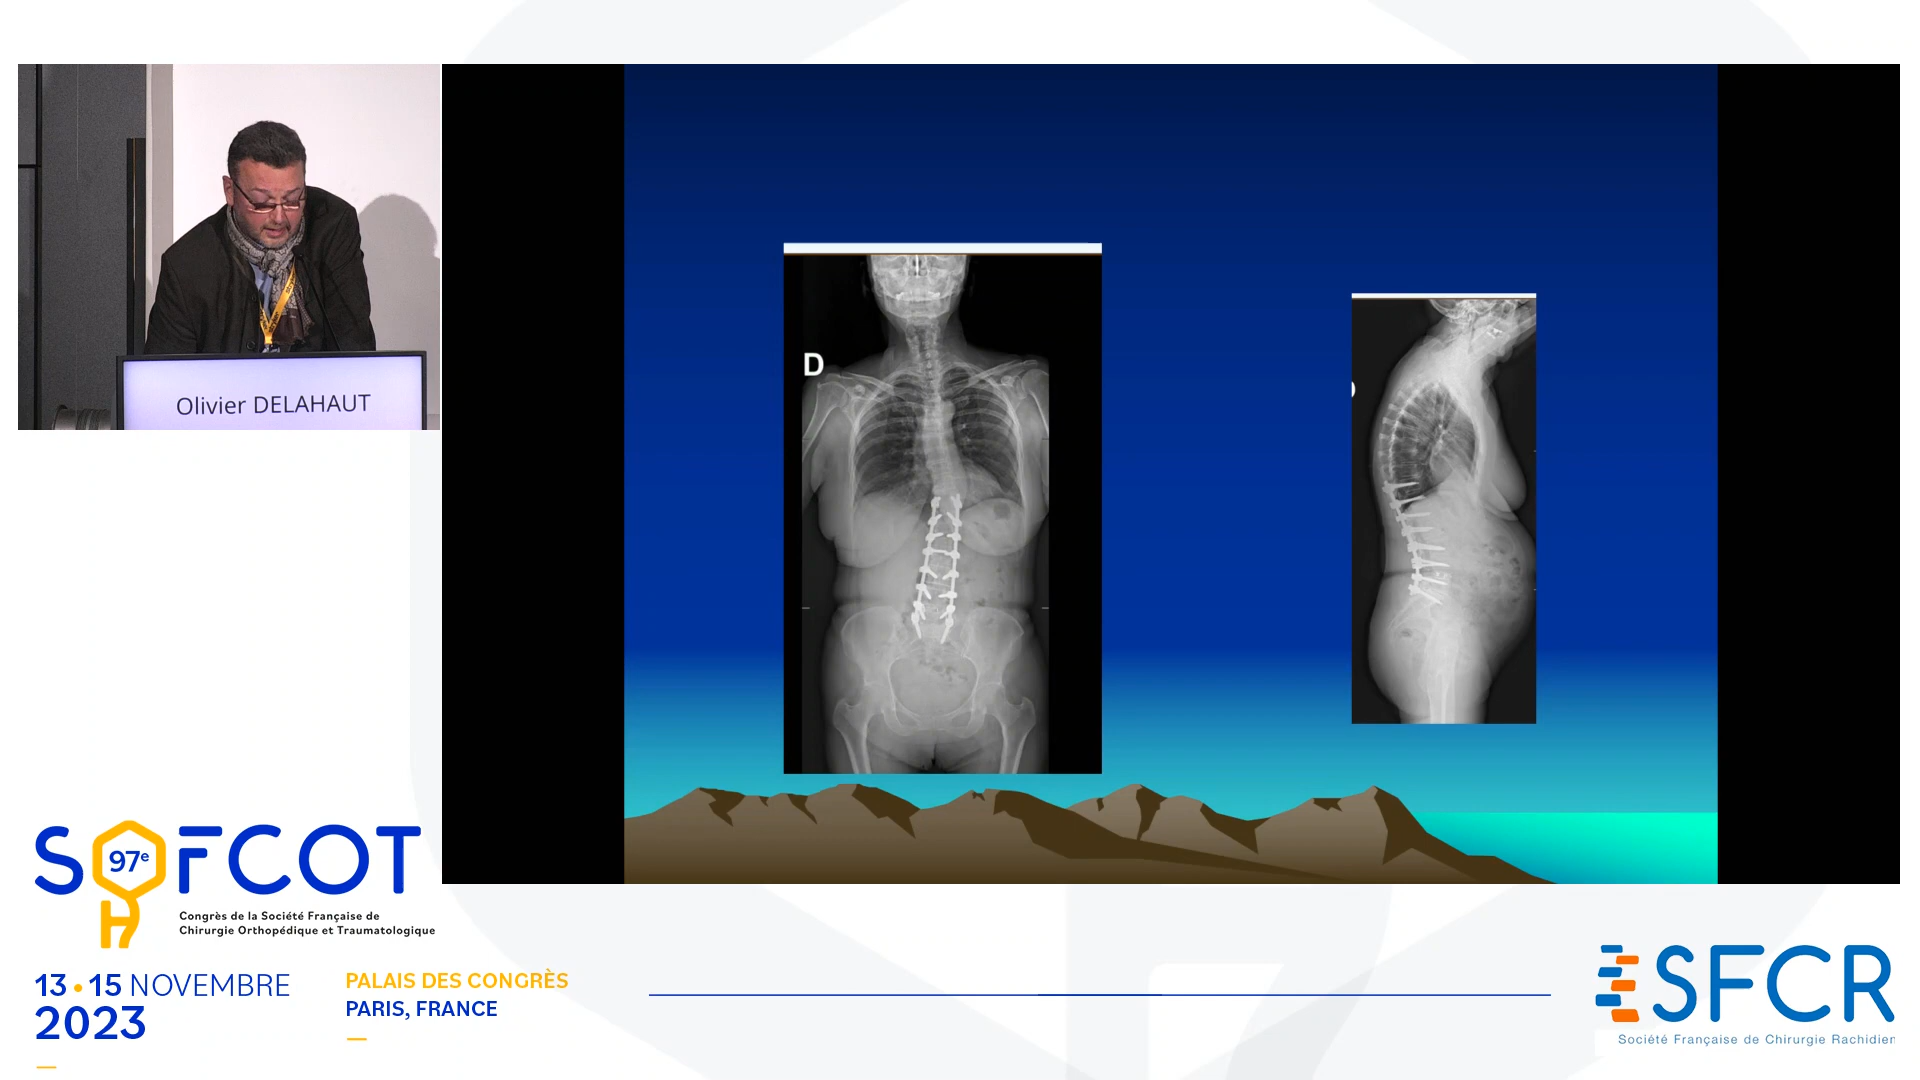 Olivier DELAHAUT
D
SOFCOT
97e
Congrès de la Société Française de
Chirurgie Orthopédique et Traumatologique
13•15 NOVEMBRE
2023
PALAIS DES CONGRÈS
PARIS, FRANCE
SFCR
Société Française de Chirurgie Rachidien